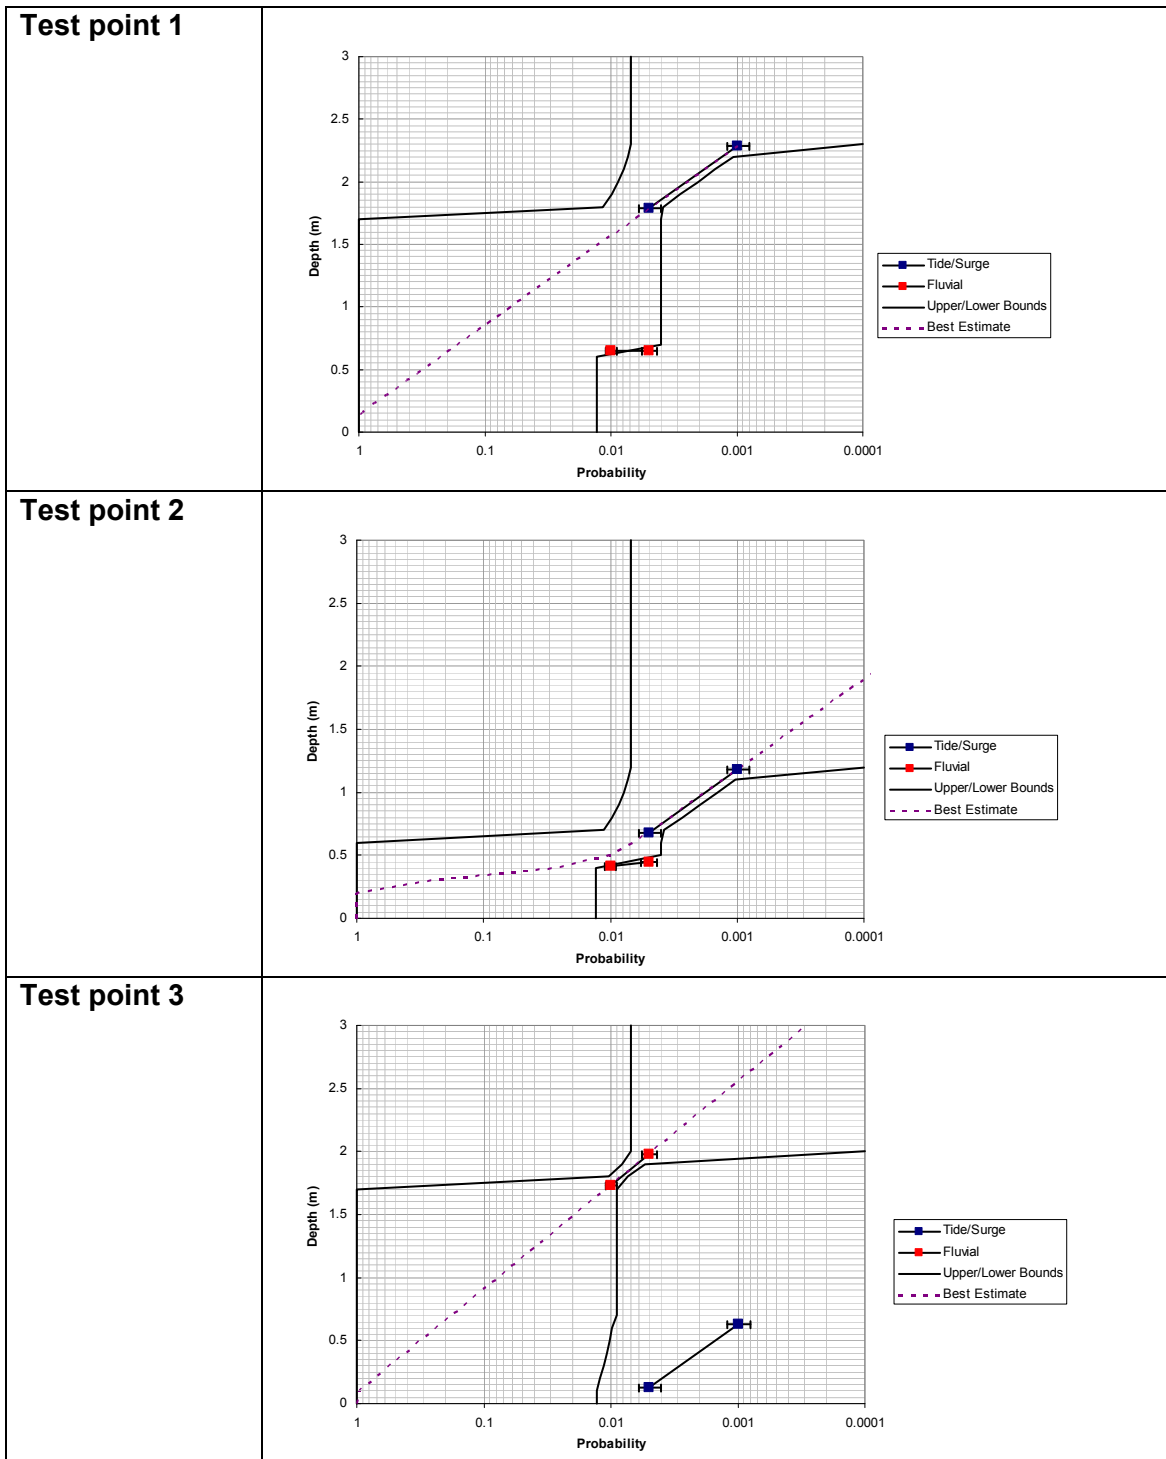 Test point 1
3
2.5
2
1.5
1
0.5
0
Depth (m)
1 0.1 0.01 0.001 0.0001
Probability
Tide/Surge
Fluvial
Upper/Lower Bounds
Best Estimate
Test point 2
3
2.5
2
1.5
1
0.5
0
Depth (m)
1 0.1 0.01 0.001 0.0001
Probability
Tide/Surge
Fluvial
Upper/Lower Bounds
Best Estimate
Test point 3
3
2.5
2
1.5
1
0.5
0
Depth (m)
1 0.1 0.01 0.001 0.0001
Probability
Tide/Surge
Fluvial
Upper/Lower Bounds
Best Estimate